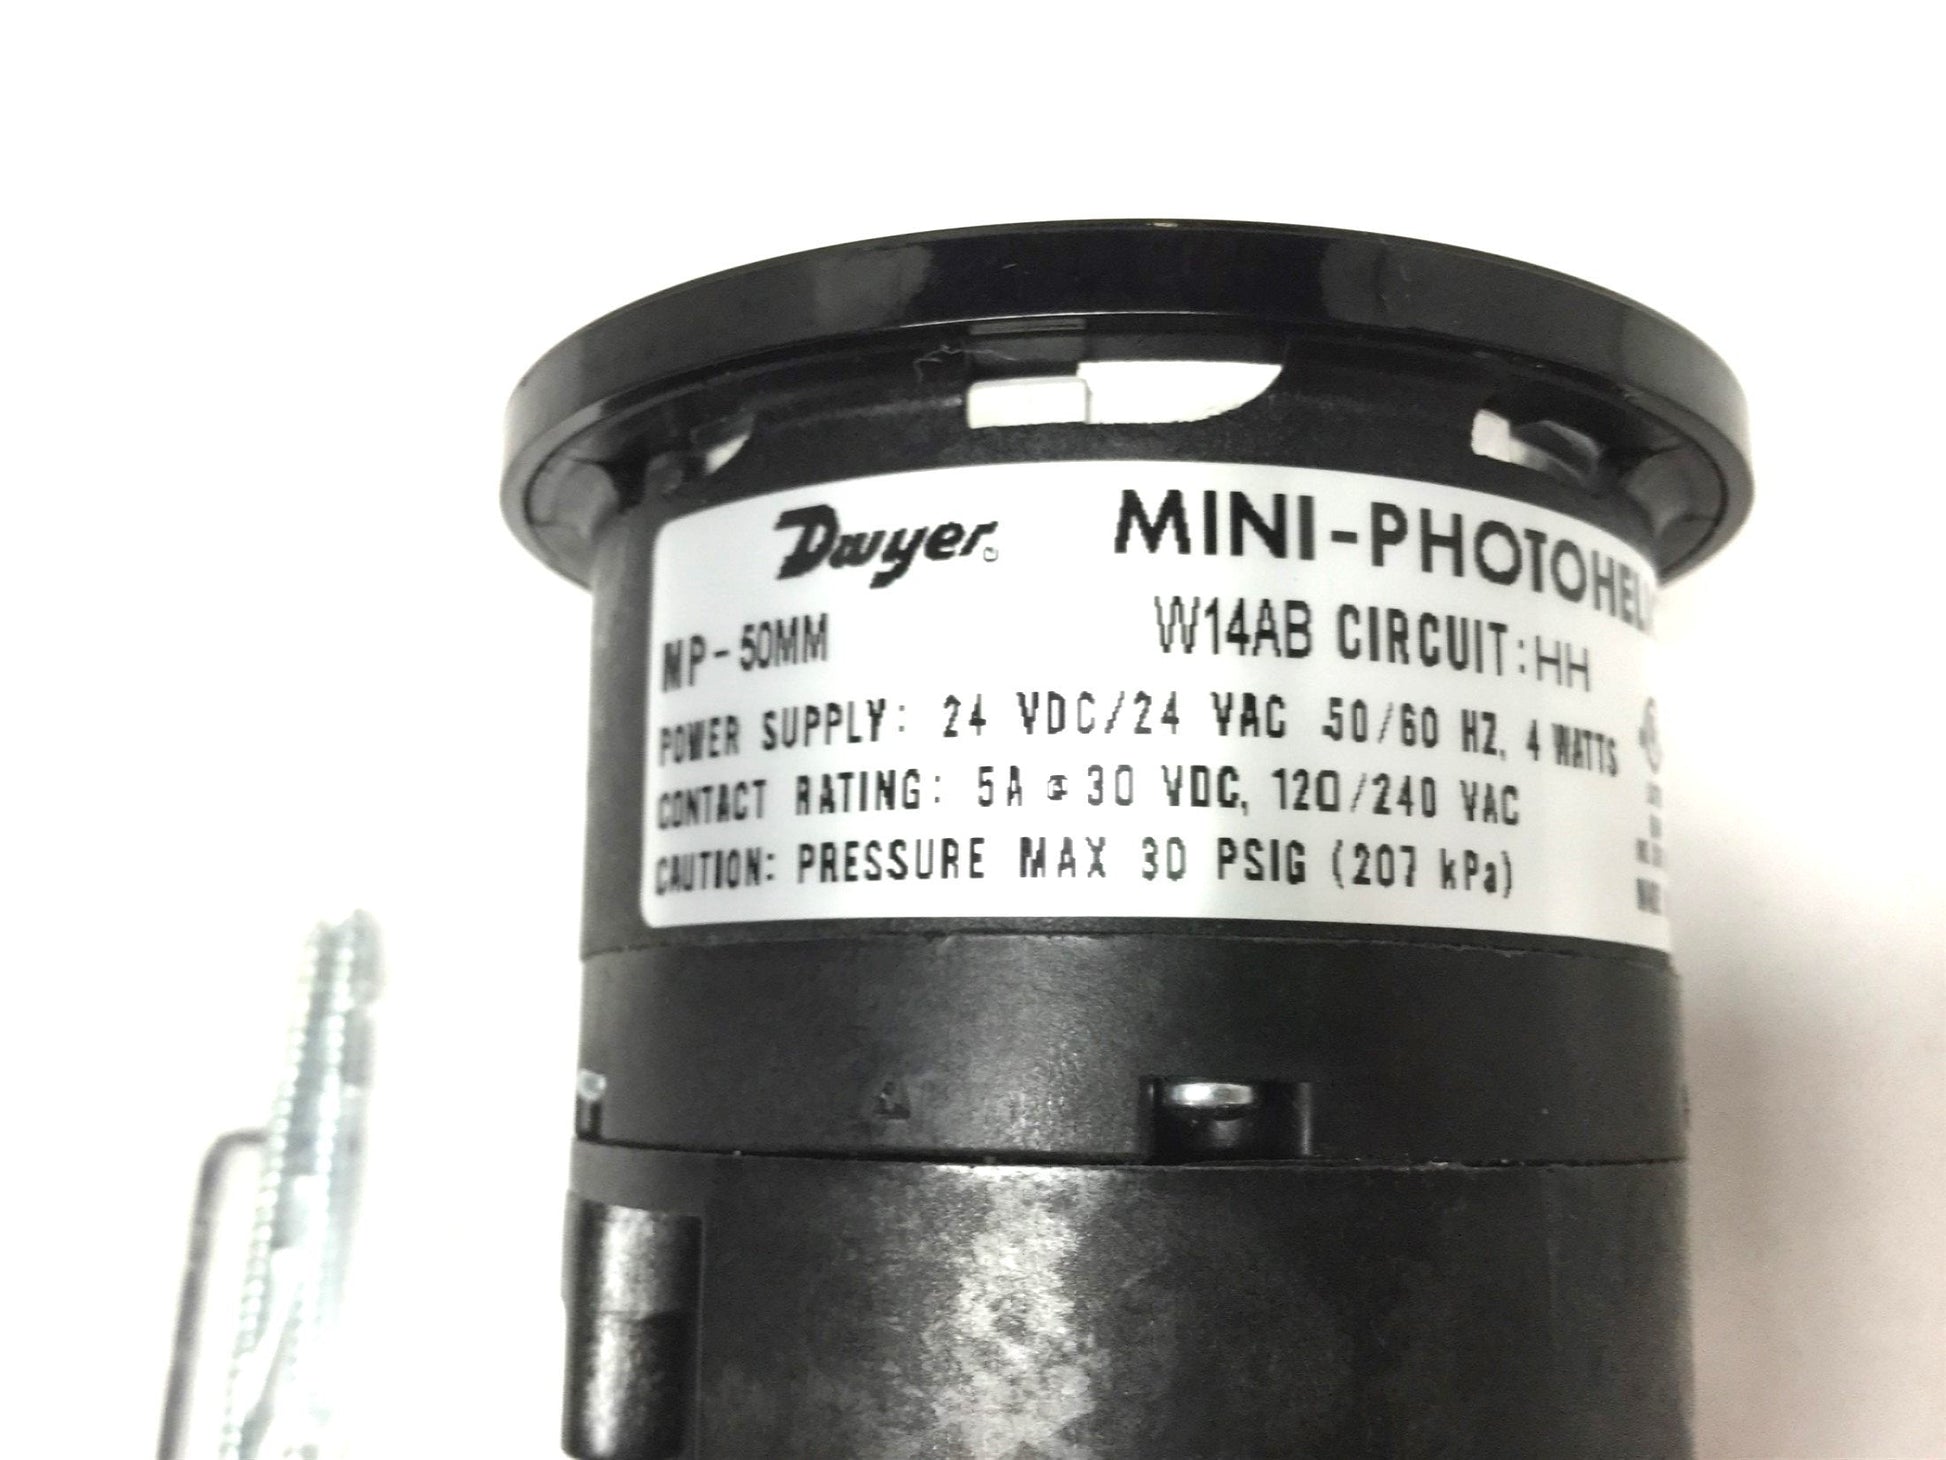 Dwyer
MINI-PHOTOHEL
MP-50MM
W14AB CIRCUIT: HH
POWER SUPPLY: 24 VDC/24 VAC 50/60 HZ, 4 WATTS
CONTACT RATING: 5A @ 30 VDC, 120/240 VAC
CAUTION: PRESSURE MAX 30 PSIG (207 kPa)